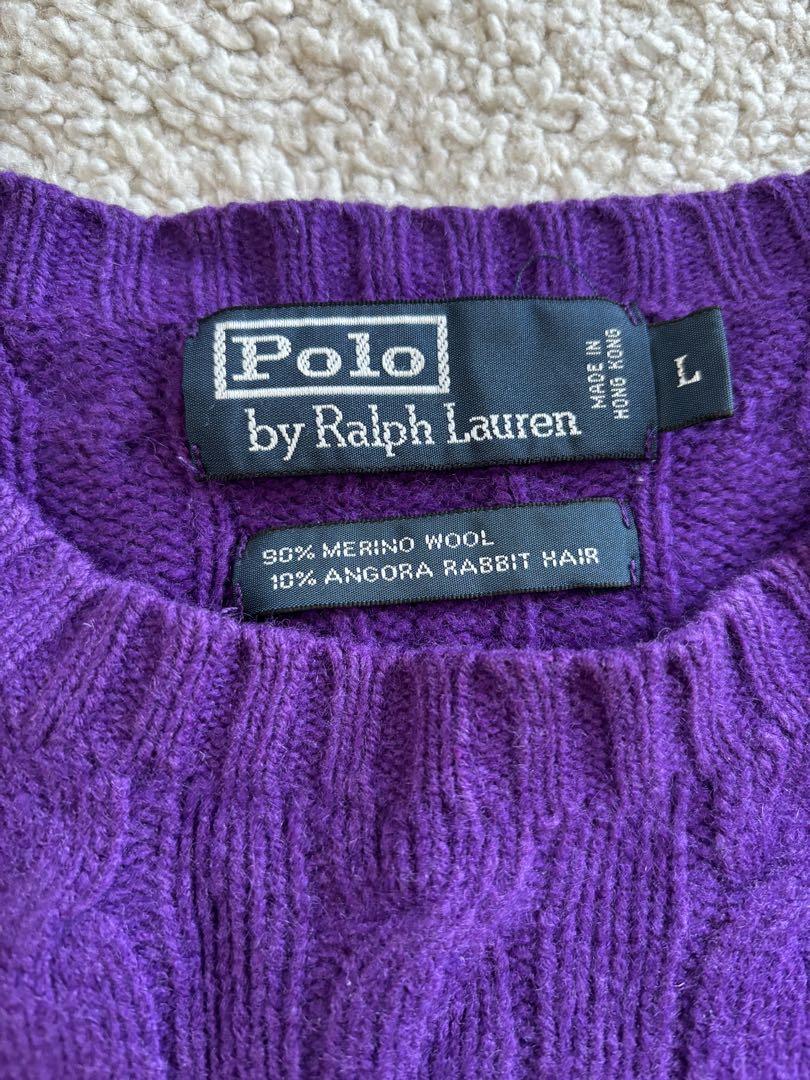 Polo
by Ralph Lauren
MADE IN
HONG KONG
L
90% MERINO WOOL
10% ANGORA RABBIT HAIR